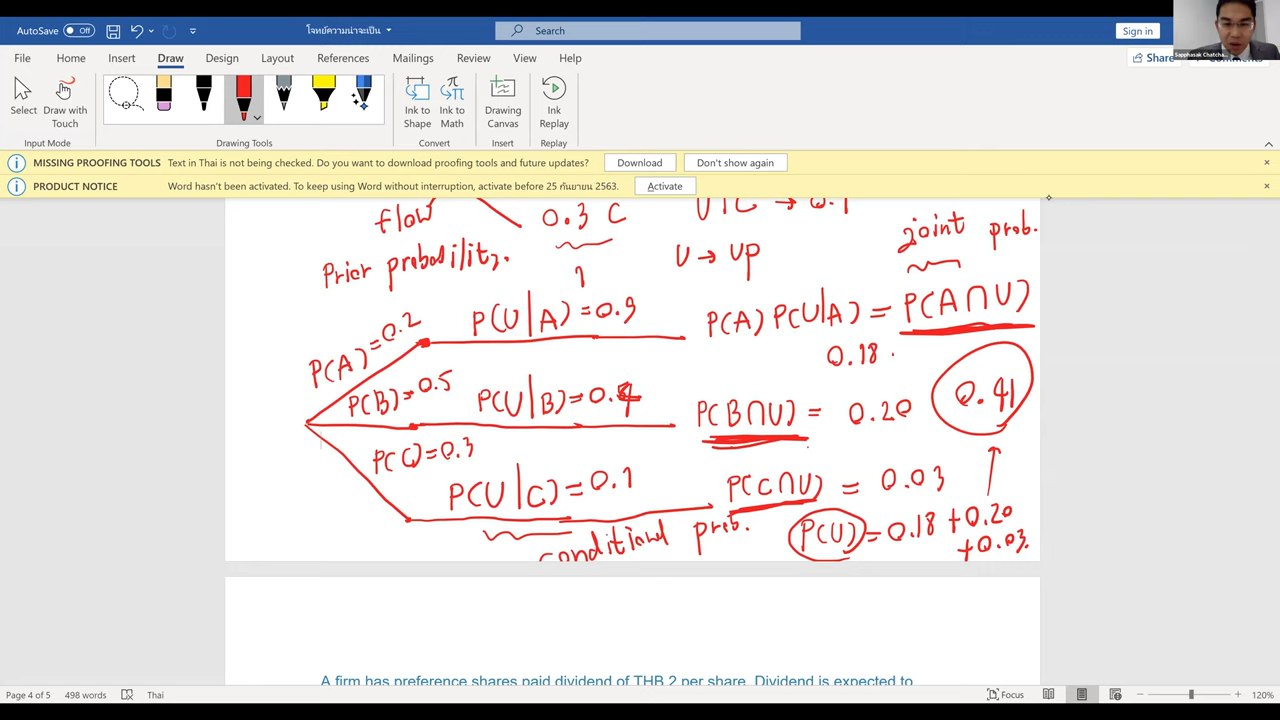 AutoSave Off
โจทย์ความน่าจะเป็น
Search
Sign in
Sapphasak Chatcha...
File Home Insert Draw Design Layout References Mailings Review View Help
Share
Comments
Select
Draw with Touch
Ink to Shape
Ink to Math
Drawing Canvas
Ink Replay
Input Mode
Drawing Tools
Convert
Insert
Replay
MISSING PROOFING TOOLS Text in Thai is not being checked. Do you want to download proofing tools and future updates? Download Don't show again
PRODUCT NOTICE Word hasn't been activated. To keep using Word without interruption, activate before 25 กันยายน 2563. Activate
flow
0.3 C
U|C → 0.1
joint prob.
Prior probability.
U → up
P(A)=0.2
P(U|A)=0.9
P(A)P(U|A) = P(A∩U)
0.18
P(B)=0.5
P(U|B)=0.4
P(B∩U) = 0.20
0.41
P(C)=0.3
P(U|C)=0.1
P(C∩U) = 0.03
conditional prob.
P(U)=0.18+0.20
+0.03
A firm has preference shares paid dividend of THB 2 per share. Dividend is expected to
Page 4 of 5 498 words Thai
Focus
120%